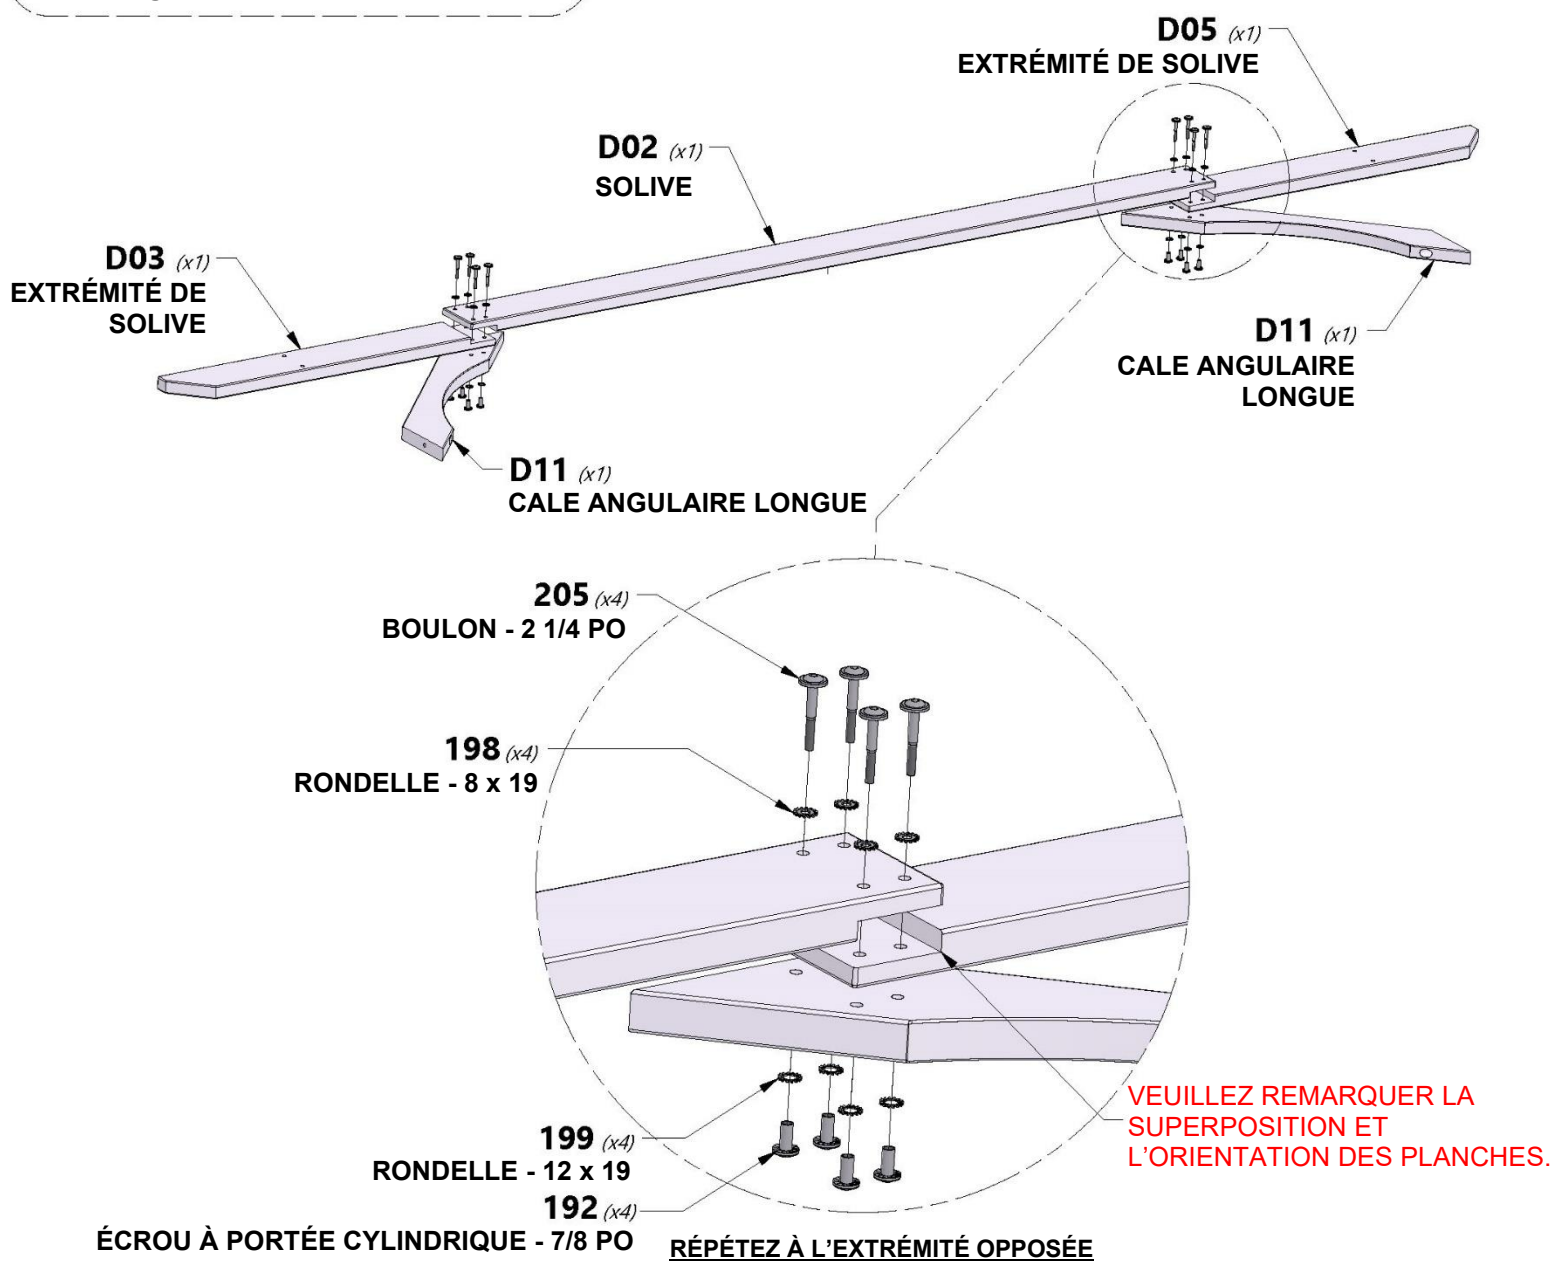 D05 (x1)
EXTRÉMITÉ DE SOLIVE
D02 (x1)
SOLIVE
D03 (x1)
EXTRÉMITÉ DE
SOLIVE
D11 (x1)
CALE ANGULAIRE
LONGUE
D11 (x1)
CALE ANGULAIRE LONGUE
205 (x4)
BOULON - 2 1/4 PO
198 (x4)
RONDELLE - 8 x 19
VEUILLEZ REMARQUER LA
SUPERPOSITION ET
L'ORIENTATION DES PLANCHES.
199 (x4)
RONDELLE - 12 x 19
192 (x4)
ÉCROU À PORTÉE CYLINDRIQUE - 7/8 PO
RÉPÉTEZ À L'EXTRÉMITÉ OPPOSÉE